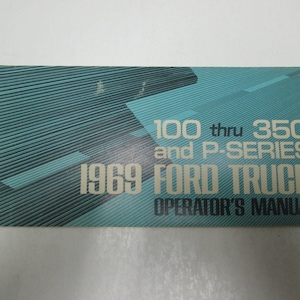 100 thru 350
and P-SERIES
1969 FORD TRUCK
OPERATOR'S MANUAL